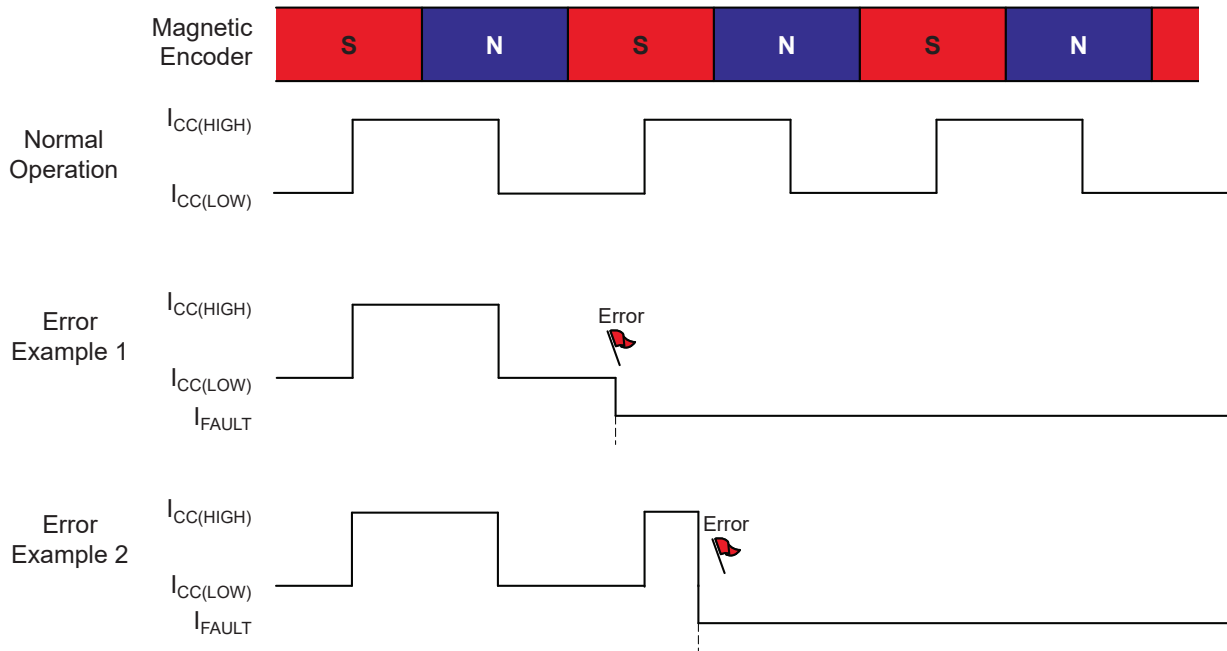 Magnetic
Encoder
S N S N S N
Normal
Operation
ICC(HIGH)
ICC(LOW)
Error
Example 1
ICC(HIGH)
Error
ICC(LOW)
IFAULT
Error
Example 2
ICC(HIGH)
Error
ICC(LOW)
IFAULT